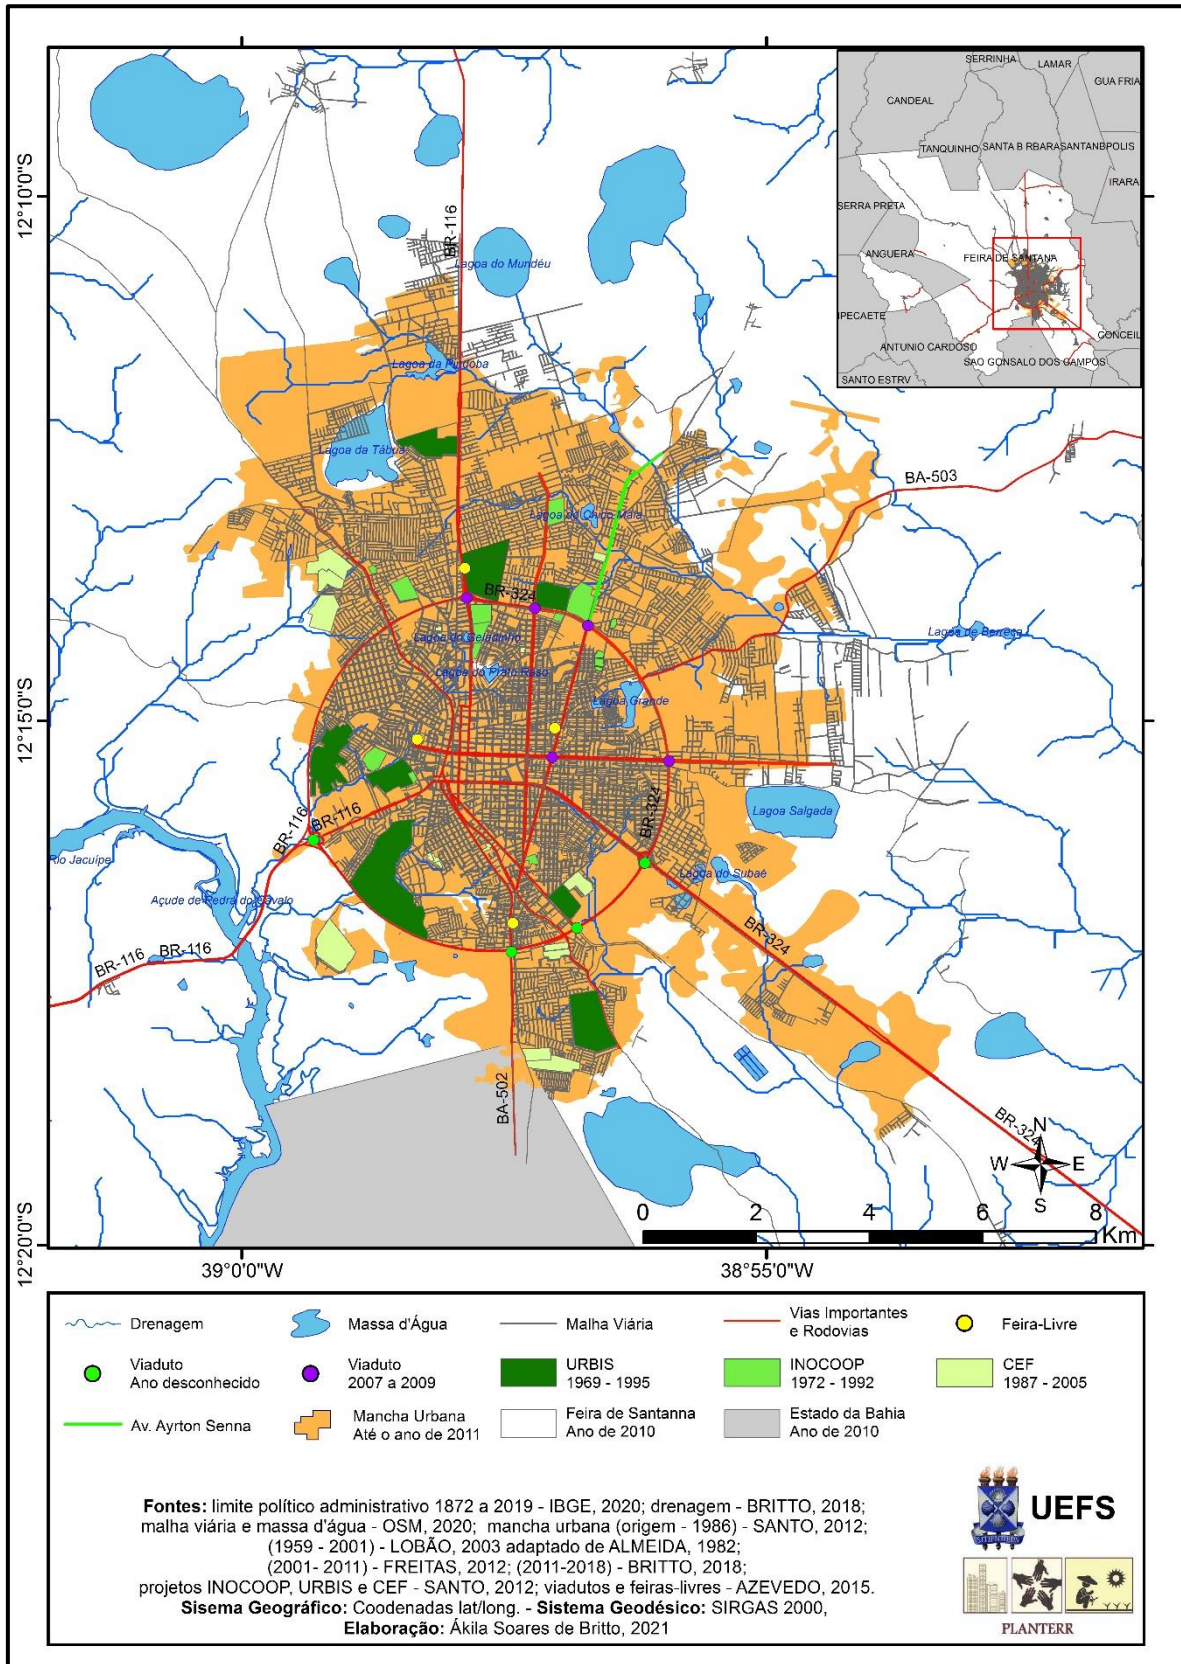 SERRINHA
LAMAR
GUA FRIA
CANDEAL
TANQUINHO
SANTA B RBARA
SANTANÉPOLIS
IRARA
SERRA PRETA
ANGUERA
FEIRA DE SANTANA
IPECAETE
ANTUNIO CARDOSO
CONCEIL
SAO GONSALO DOS CAMPOS
SANTO ESTRV
12°10'0"S
BR-116
Lagoa do Mundéu
Lagoa da Pindoba
Lagoa da Tábua
BA-503
Lagoa do Chico Maia
BR-324
Lagoa do Geladinho
Lagoa de Berreca
Lagoa do Prato Raso
Lagoa Grande
12°15'0"S
BR-324
Lagoa Salgada
BR-116
BR-116
Rio Jacuípe
Lagoa do Subaé
Açude de Pedra do Cavalo
BR-324
BR-116
BR-116
BA-502
BR-324
N
W
E
S
0 2 4 6 8
Km
12°20'0"S
39°0'0"W
38°55'0"W
Drenagem
Massa d'Água
Malha Viária
Vias Importantes
e Rodovias
Feira-Livre
Viaduto
Ano desconhecido
Viaduto
2007 a 2009
URBIS
1969 - 1995
INOCOOP
1972 - 1992
CEF
1987 - 2005
Av. Ayrton Senna
Mancha Urbana
Até o ano de 2011
Feira de Santanna
Ano de 2010
Estado da Bahia
Ano de 2010
Fontes: limite político administrativo 1872 a 2019 - IBGE, 2020; drenagem - BRITTO, 2018;
malha viária e massa d'água - OSM, 2020; mancha urbana (origem - 1986) - SANTO, 2012;
(1959 - 2001) - LOBÃO, 2003 adaptado de ALMEIDA, 1982;
(2001-2011) - FREITAS, 2012; (2011-2018) - BRITTO, 2018;
projetos INOCOOP, URBIS e CEF - SANTO, 2012; viadutos e feiras-livres - AZEVEDO, 2015.
Sisema Geográfico: Coodenadas lat/long. - Sistema Geodésico: SIRGAS 2000,
Elaboração: Ákila Soares de Britto, 2021
UEFS
PLANTERR